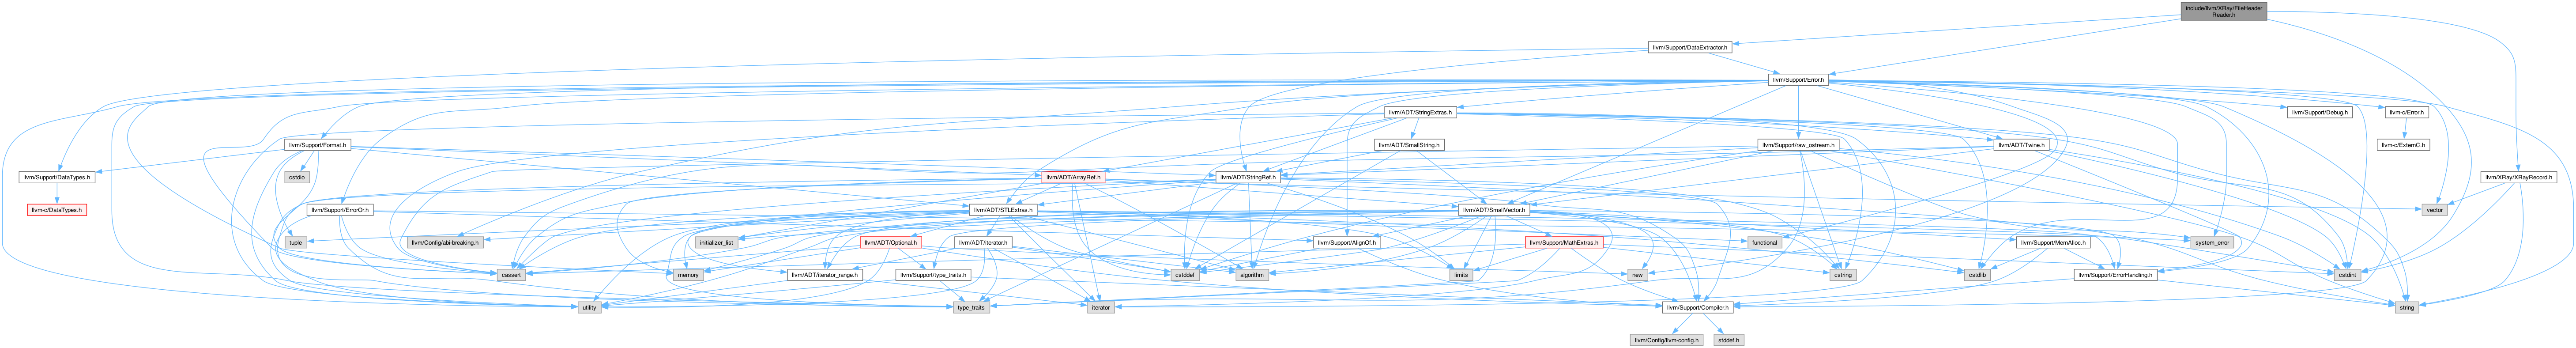 include/llvm/XRay/FileHeader
Reader.h
llvm/Support/DataExtractor.h
llvm/Support/Error.h
llvm/ADT/StringExtras.h
llvm/Support/Debug.h
llvm-c/Error.h
llvm/Support/Format.h
llvm/ADT/SmallString.h
llvm/Support/raw_ostream.h
llvm/ADT/Twine.h
llvm-c/ExternC.h
llvm/Support/DataTypes.h
cstdio
llvm/ADT/ArrayRef.h
llvm/ADT/StringRef.h
llvm/XRay/XRayRecord.h
llvm-c/DataTypes.h
llvm/Support/ErrorOr.h
llvm/ADT/STLExtras.h
llvm/ADT/SmallVector.h
vector
tuple
llvm/Config/abi-breaking.h
initializer_list
llvm/ADT/Optional.h
llvm/ADT/iterator.h
llvm/Support/AlignOf.h
functional
llvm/Support/MathExtras.h
llvm/Support/MemAlloc.h
system_error
cassert
memory
llvm/ADT/iterator_range.h
llvm/Support/type_traits.h
cstddef
algorithm
limits
new
cstring
cstdlib
llvm/Support/ErrorHandling.h
cstdint
utility
type_traits
iterator
llvm/Support/Compiler.h
string
llvm/Config/llvm-config.h
stddef.h